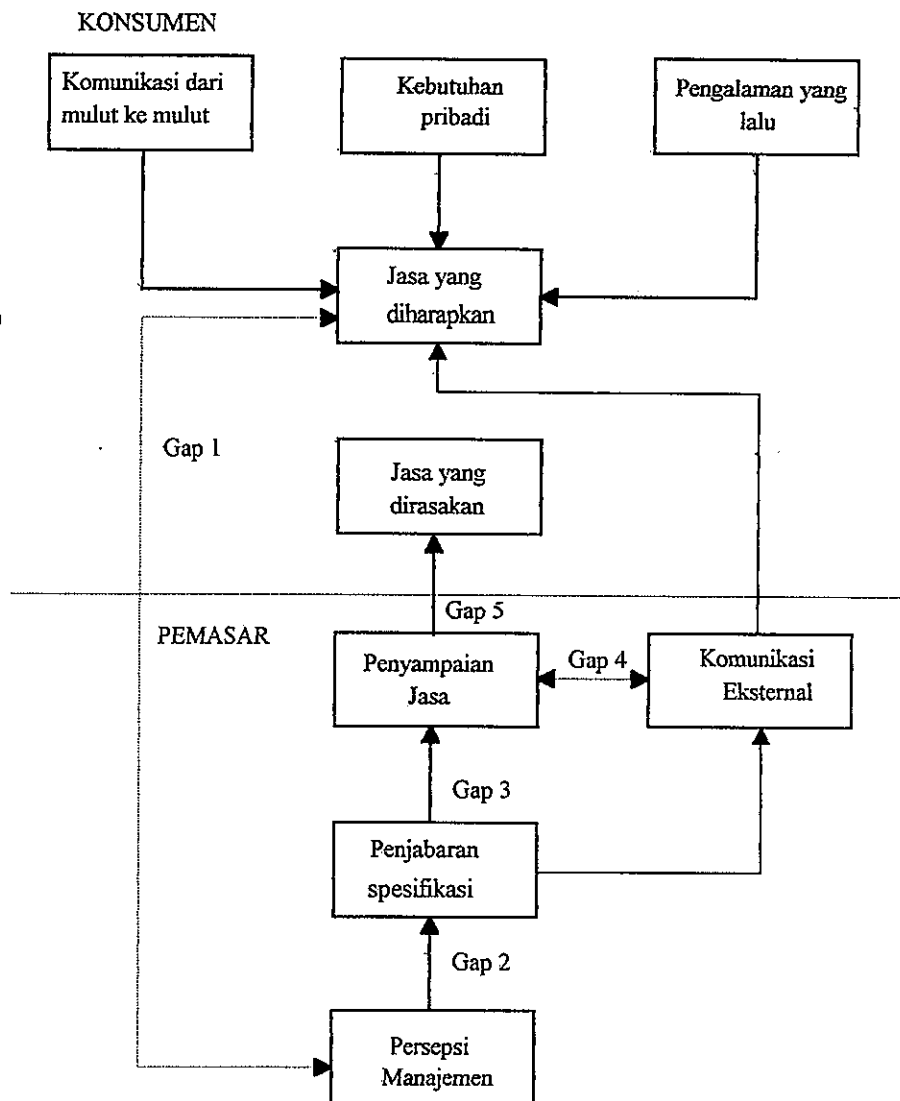 KONSUMEN
Komunikasi dari
mulut ke mulut
Kebutuhan
pribadi
Pengalaman yang
lalu
Jasa yang
diharapkan
Gap 1
Jasa yang
dirasakan
Gap 5
PEMASAR
Penyampaian
Jasa
Gap 4
Komunikasi
Eksternal
Gap 3
Penjabaran
spesifikasi
Gap 2
Persepsi
Manajemen